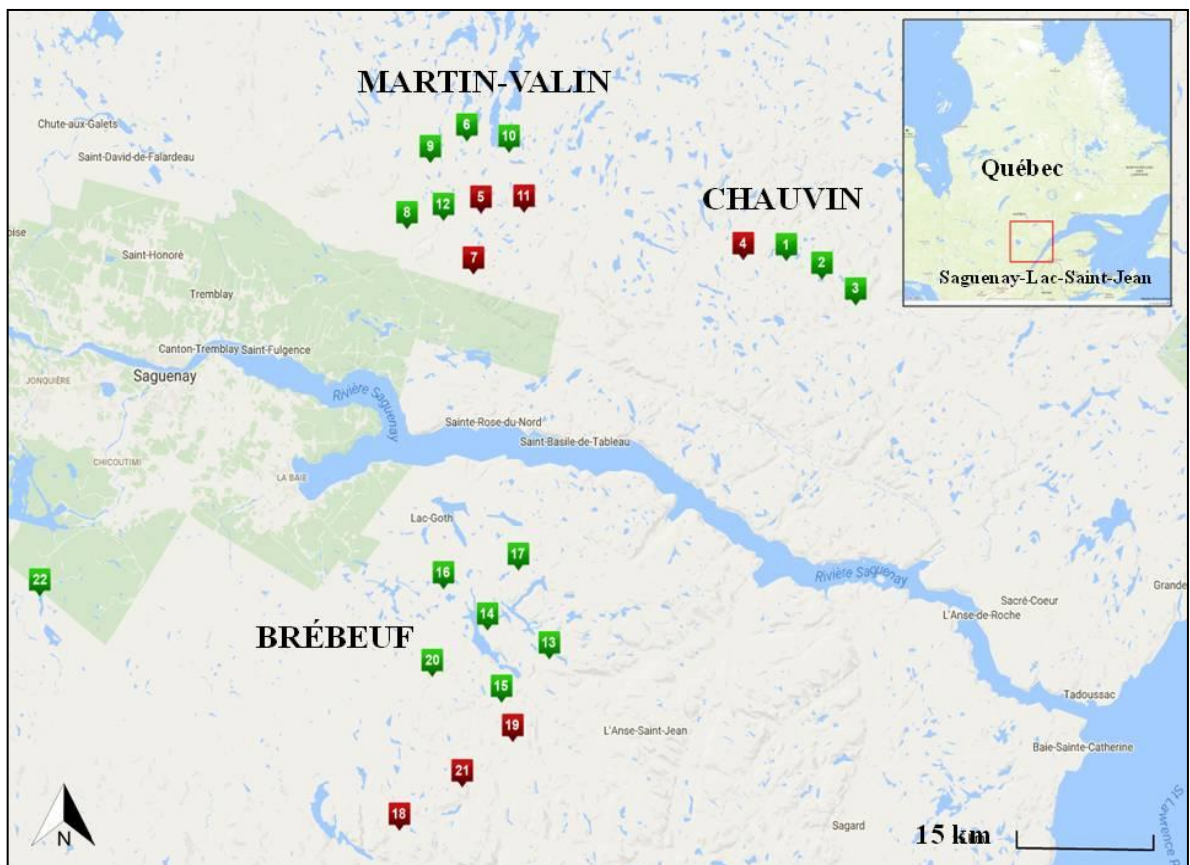 MARTIN-VALIN
Chute-aux-Galets
6
10
9
Saint-David-de-Falardeau
Québec
CHAUVIN
5
11
12
8
oise
4
1
Saint-Honoré
7
2
Saguenay-Lac-Saint-Jean
3
Tremblay
Canton-Tremblay Saint-Fulgence
JONQUIÈRE
Saguenay
Rivière Saguenay
Sainte-Rose-du-Nord
Saint-Basile-de-Tableau
CHICOUTIMI
LA BAIE
Lac-Goth
17
16
22
Rivière Saguenay
Grande
Sacré-Coeur
L'Anse-de-Roche
14
BRÉBEUF
13
20
15
Tadoussac
19
L'Anse-Saint-Jean
Baie-Sainte-Catherine
21
18
St Lawrence R
Sagard
15 km
N